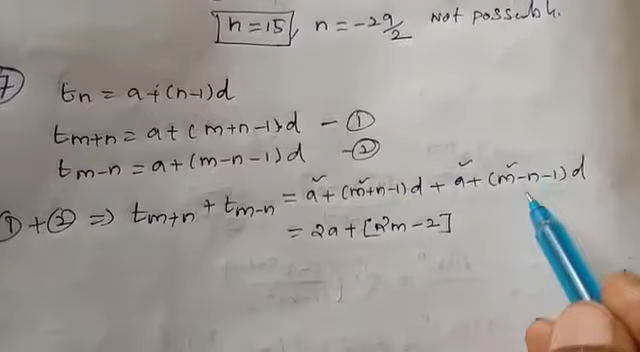 n=15, n = -29/2 Not possible.
7 tn = a+(n-1)d
tm+n = a+(m+n-1)d - ①
tm-n = a+(m-n-1)d - ②
①+② ⇒ tm+n + tm-n = a+(m+n-1)d + a+(m-n-1)d
= 2a+[2m-2]